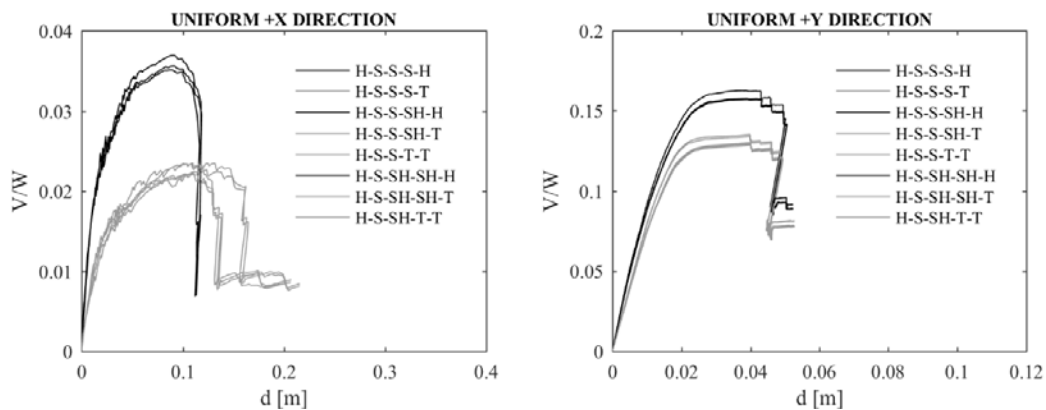 UNIFORM +X DIRECTION
0.04
0.03
0.02
0.01
0
V/W
0
0.1
0.2
0.3
0.4
d [m]
H-S-S-S-H
H-S-S-S-T
H-S-S-SH-H
H-S-S-SH-T
H-S-S-T-T
H-S-SH-SH-H
H-S-SH-SH-T
H-S-SH-T-T
UNIFORM +Y DIRECTION
0.2
0.15
0.1
0.05
0
V/W
0
0.02
0.04
0.06
0.08
0.1
0.12
d [m]
H-S-S-S-H
H-S-S-S-T
H-S-S-SH-H
H-S-S-SH-T
H-S-S-T-T
H-S-SH-SH-H
H-S-SH-SH-T
H-S-SH-T-T